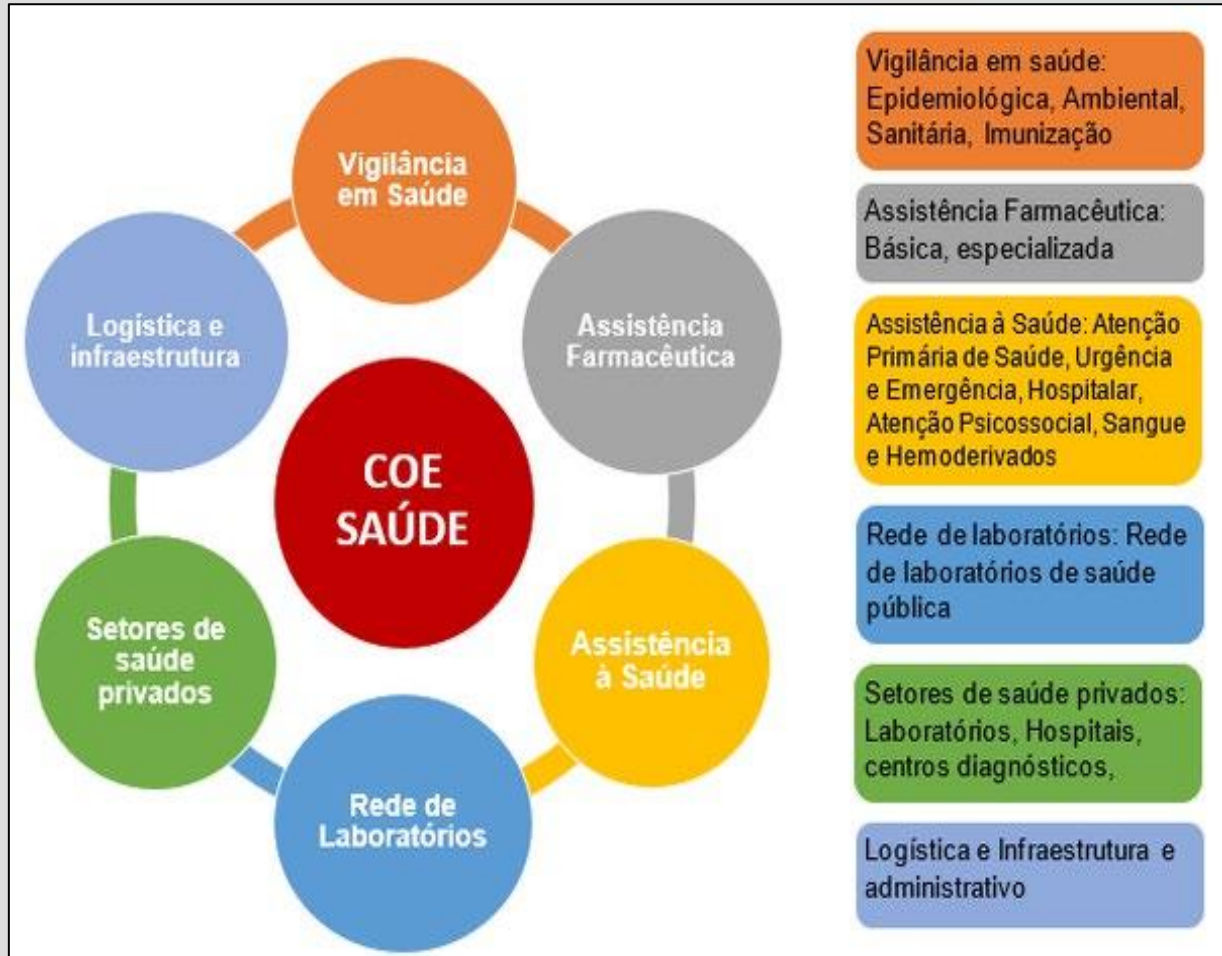 Vigilância
em Saúde
Assistência
Farmacêutica
Assistência
à Saúde
Rede de
Laboratórios
Setores de
saúde
privados
Logística e
infraestrutura
COE
SAÚDE
Vigilância em saúde:
Epidemiológica, Ambiental,
Sanitária, Imunização
Assistência Farmacêutica:
Básica, especializada
Assistência à Saúde: Atenção
Primária de Saúde, Urgência
e Emergência, Hospitalar,
Atenção Psicossocial, Sangue
e Hemoderivados
Rede de laboratórios: Rede
de laboratórios de saúde
pública
Setores de saúde privados:
Laboratórios, Hospitais,
centros diagnósticos,
Logística e Infraestrutura e
administrativo